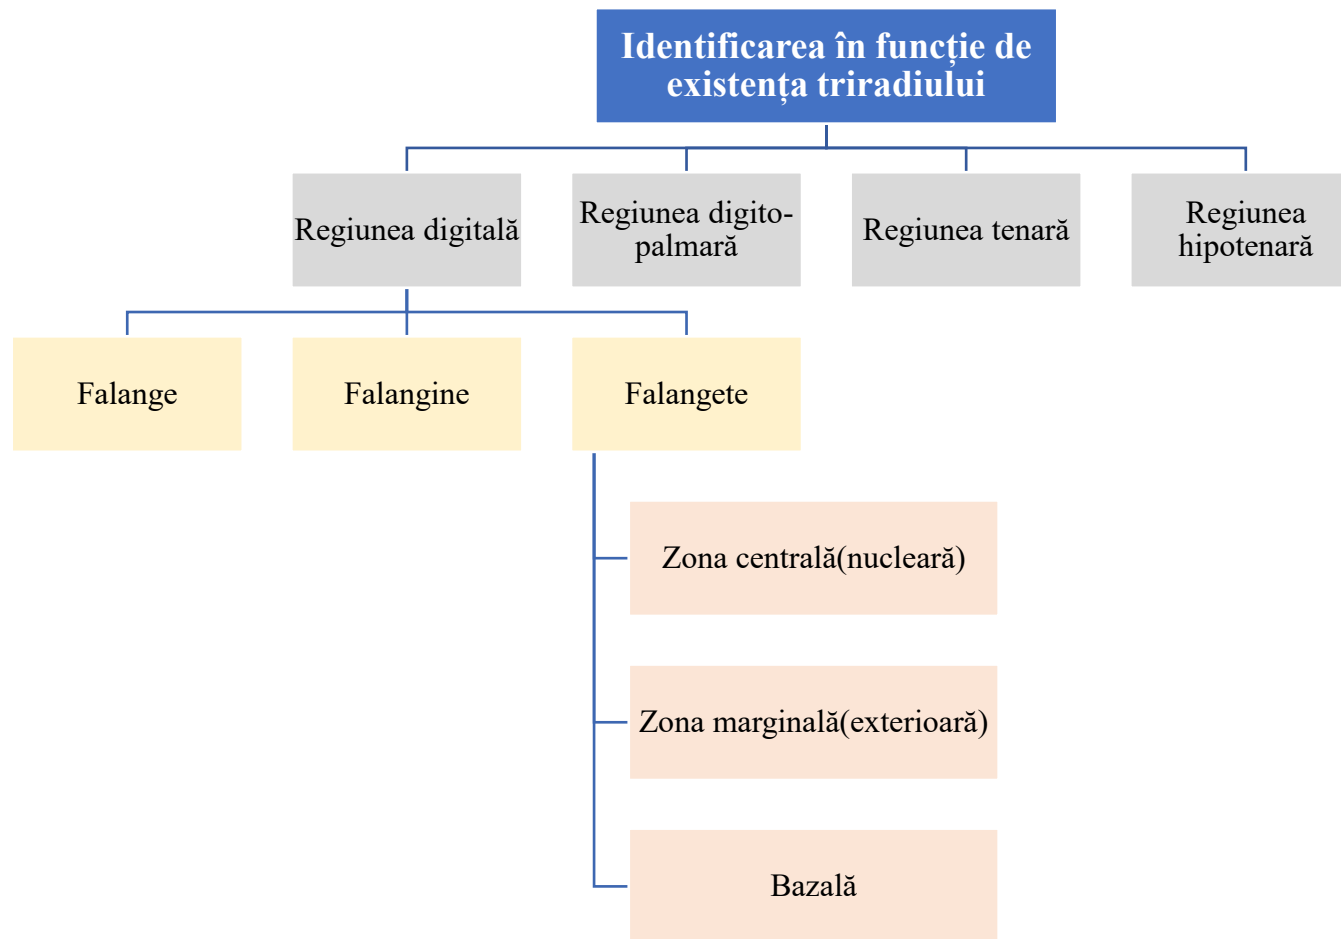 Identificarea în funcție de
existența triradiului
Regiunea digitală
Regiunea digito-
palmară
Regiunea tenară
Regiunea
hipotenară
Falange
Falangine
Falangete
Zona centrală(nucleară)
Zona marginală(exterioară)
Bazală